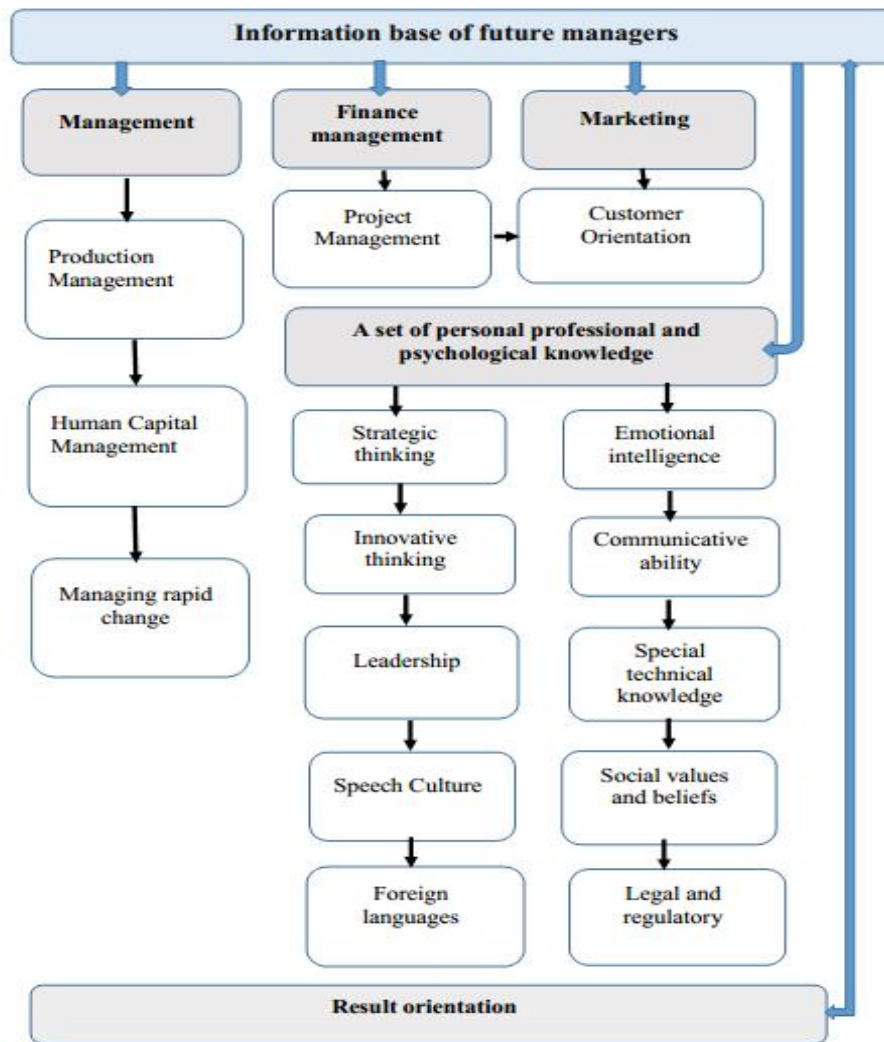 Information base of future managers
Management
Finance
management
Marketing
Production
Management
Project
Management
Customer
Orientation
A set of personal professional and
psychological knowledge
Human Capital
Management
Strategic
thinking
Emotional
intelligence
Innovative
thinking
Communicative
ability
Managing rapid
change
Leadership
Special
technical
knowledge
Speech Culture
Social values
and beliefs
Foreign
languages
Legal and
regulatory
Result orientation